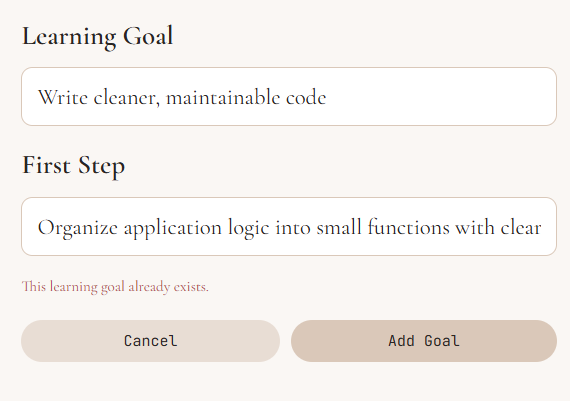 Learning Goal
Write cleaner, maintainable code
First Step
Organize application logic into small functions with clear
This learning goal already exists.
Cancel
Add Goal